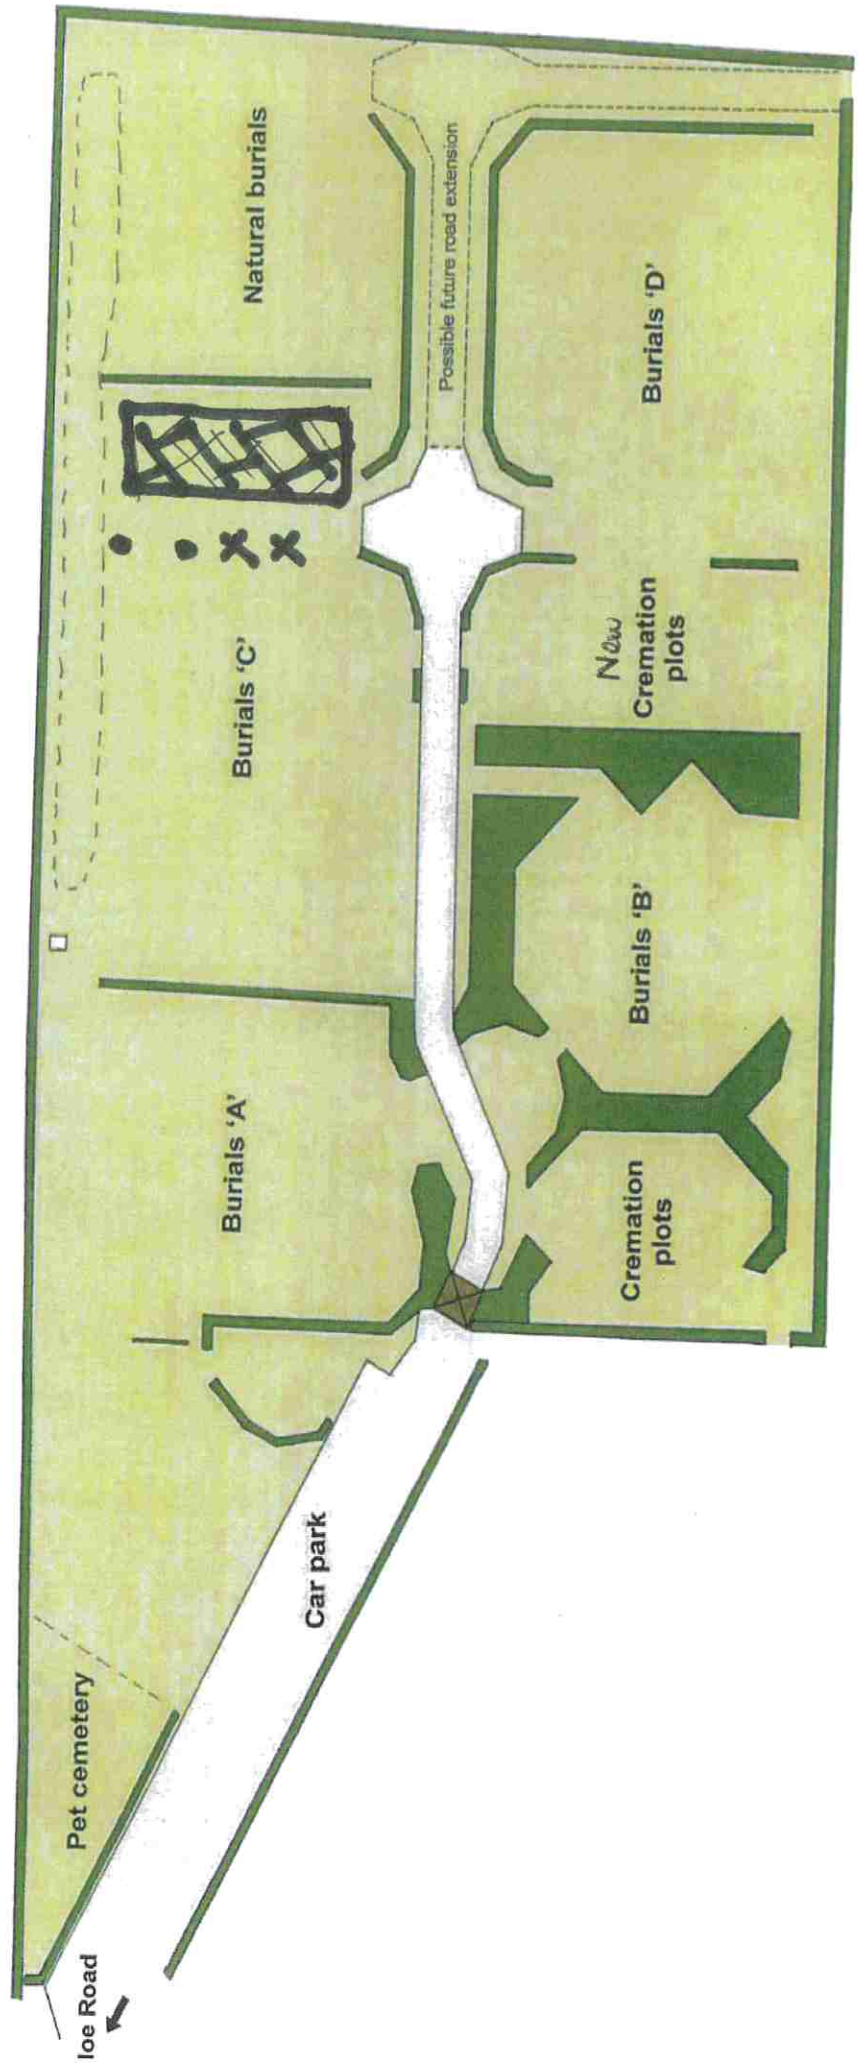 Natural burials
Possible future road extension
Burials ‘D’
Burials ‘C’
New
Cremation
plots
Burials ‘B’
Burials ‘A’
Cremation
plots
Car park
Pet cemetery
loe Road